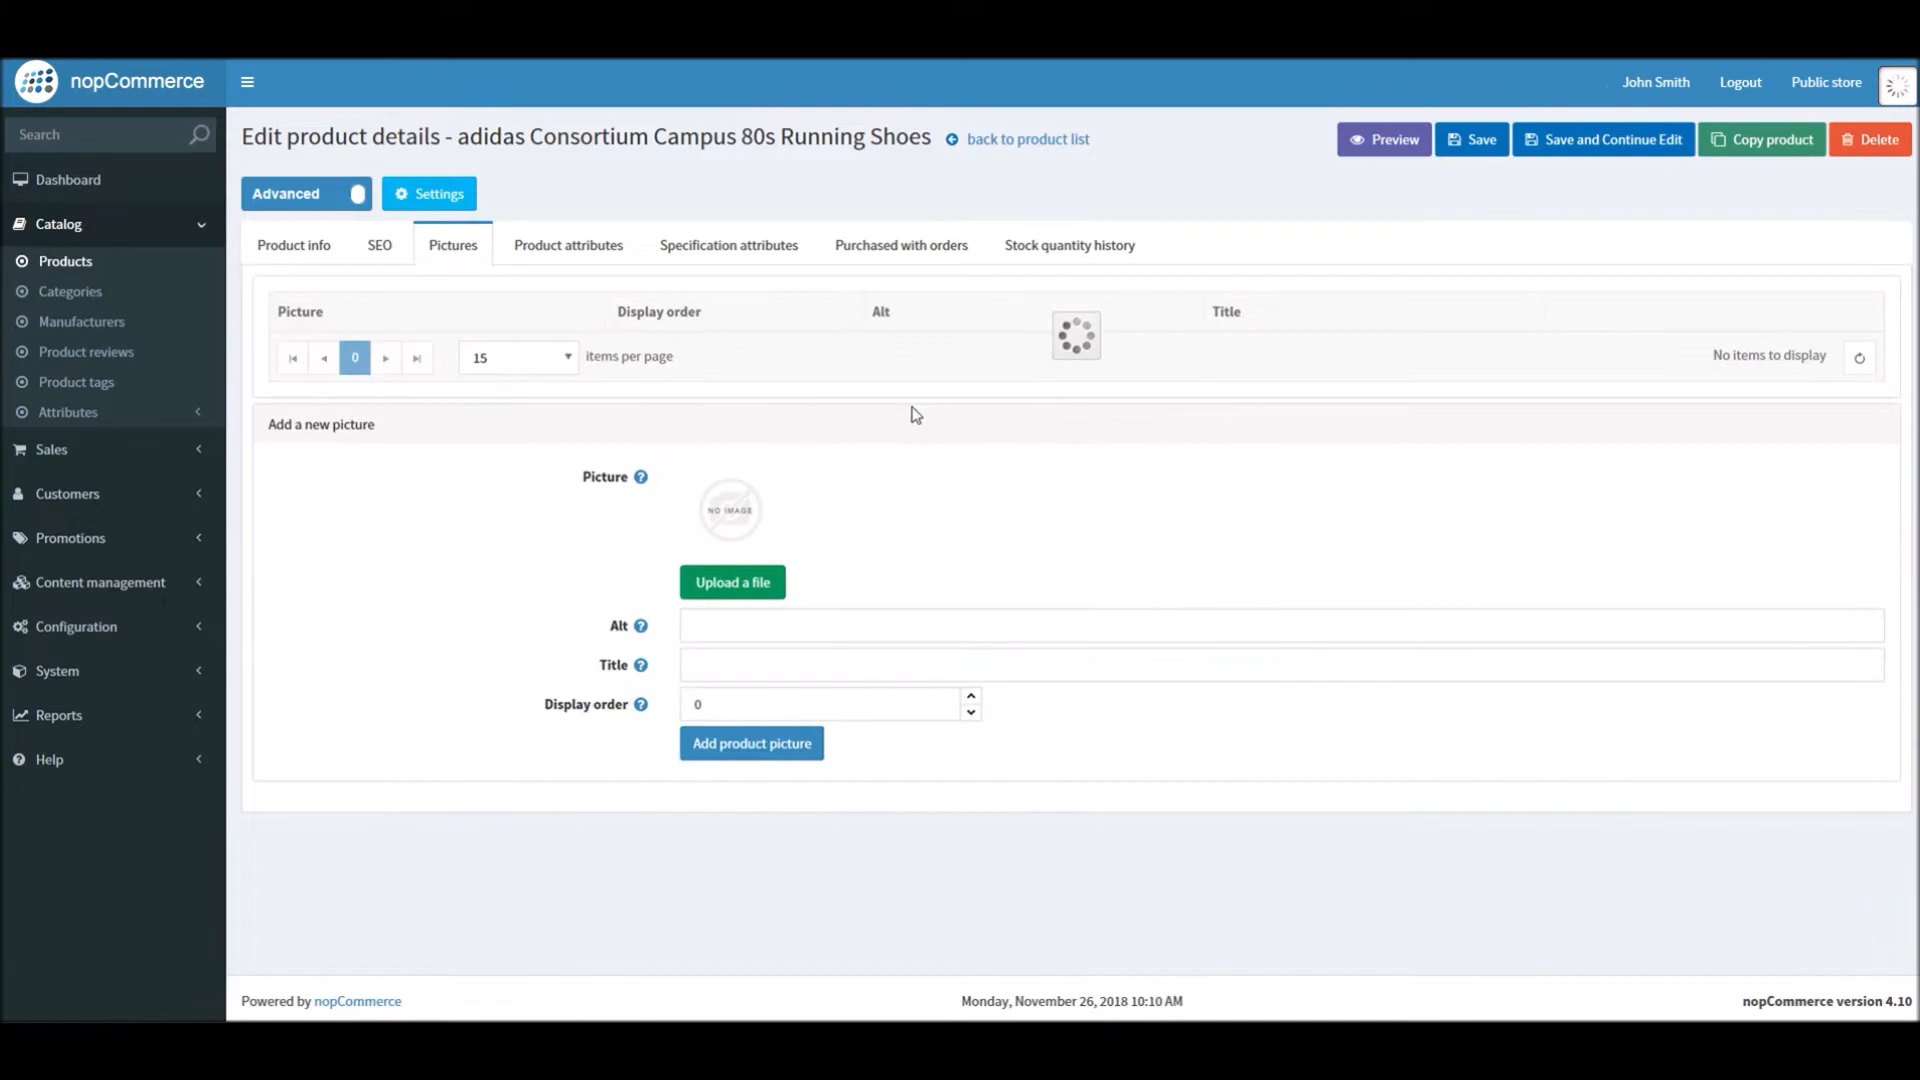 nopCommerce
John Smith Logout Public store
Search
Edit product details - adidas Consortium Campus 80s Running Shoes back to product list
Preview Save Save and Continue Edit Copy product Delete
Dashboard
Advanced Settings
Catalog
Product info SEO Pictures Product attributes Specification attributes Purchased with orders Stock quantity history
Products
Categories
Manufacturers
Product reviews
Product tags
Attributes
Sales
Customers
Promotions
Content management
Configuration
System
Reports
Help
Picture Display order Alt Title
0 15 items per page No items to display
Add a new picture
Picture
NO IMAGE
Upload a file
Alt
Title
Display order 0
Add product picture
Powered by nopCommerce Monday, November 26, 2018 10:10 AM nopCommerce version 4.10